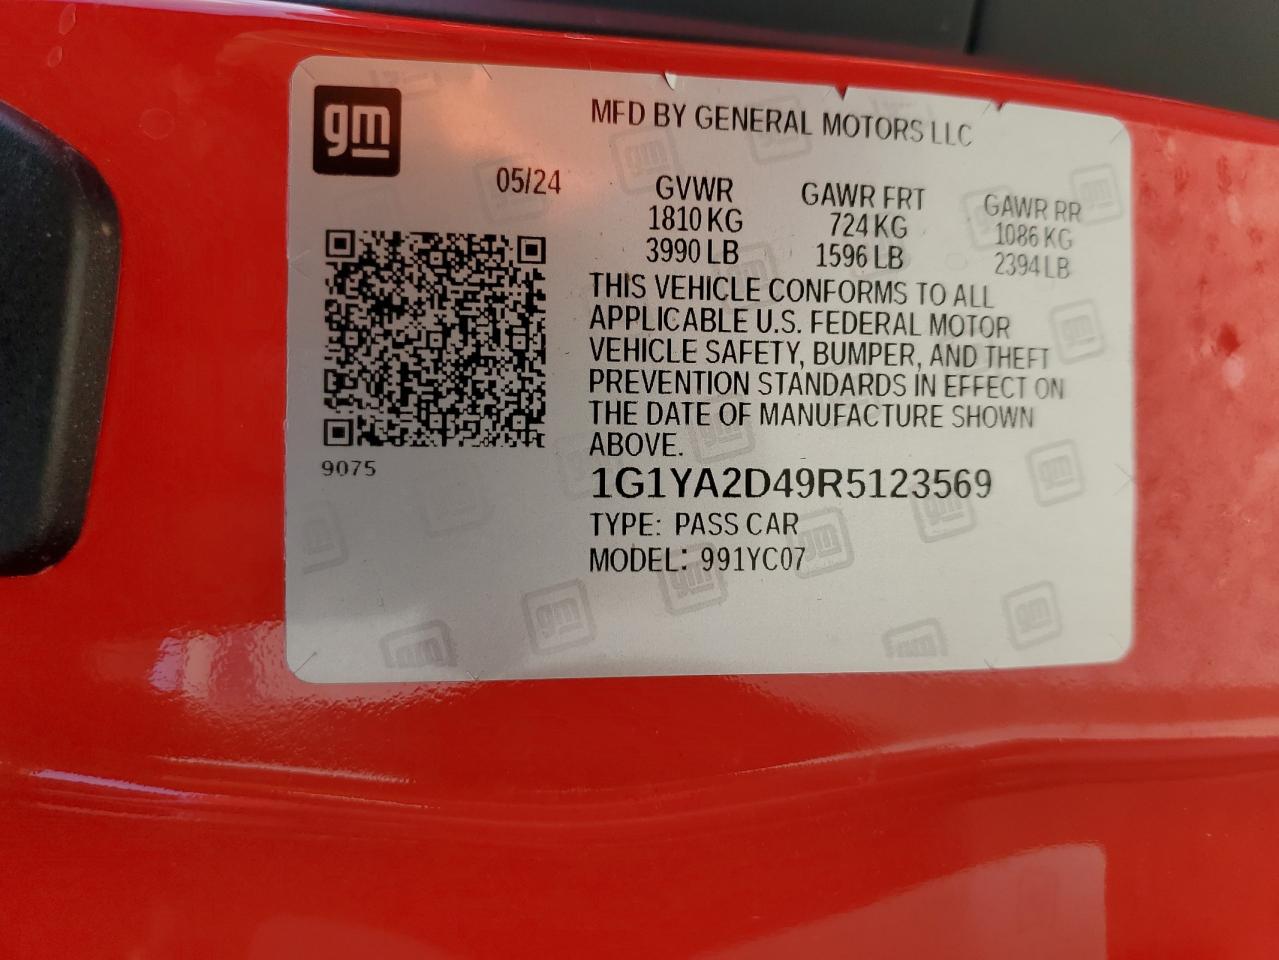 gm
MFD BY GENERAL MOTORS LLC
05/24
GVWR GAWR FRT GAWR RR
1810 KG 724 KG 1086 KG
3990 LB 1596 LB 2394 LB
THIS VEHICLE CONFORMS TO ALL
APPLICABLE U.S. FEDERAL MOTOR
VEHICLE SAFETY, BUMPER, AND THEFT
PREVENTION STANDARDS IN EFFECT ON
THE DATE OF MANUFACTURE SHOWN
ABOVE.
9075
1G1YA2D49R5123569
TYPE: PASS CAR
MODEL: 991YC07